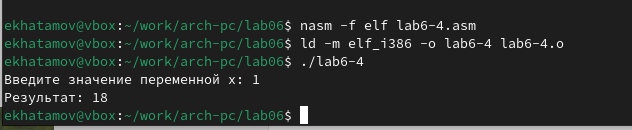 ekhatamov@vbox:~/work/arch-pc/lab06$ nasm -f elf lab6-4.asm
ekhatamov@vbox:~/work/arch-pc/lab06$ ld -m elf_i386 -o lab6-4 lab6-4.o
ekhatamov@vbox:~/work/arch-pc/lab06$ ./lab6-4
Введите значение переменной x: 1
Результат: 18
ekhatamov@vbox:~/work/arch-pc/lab06$